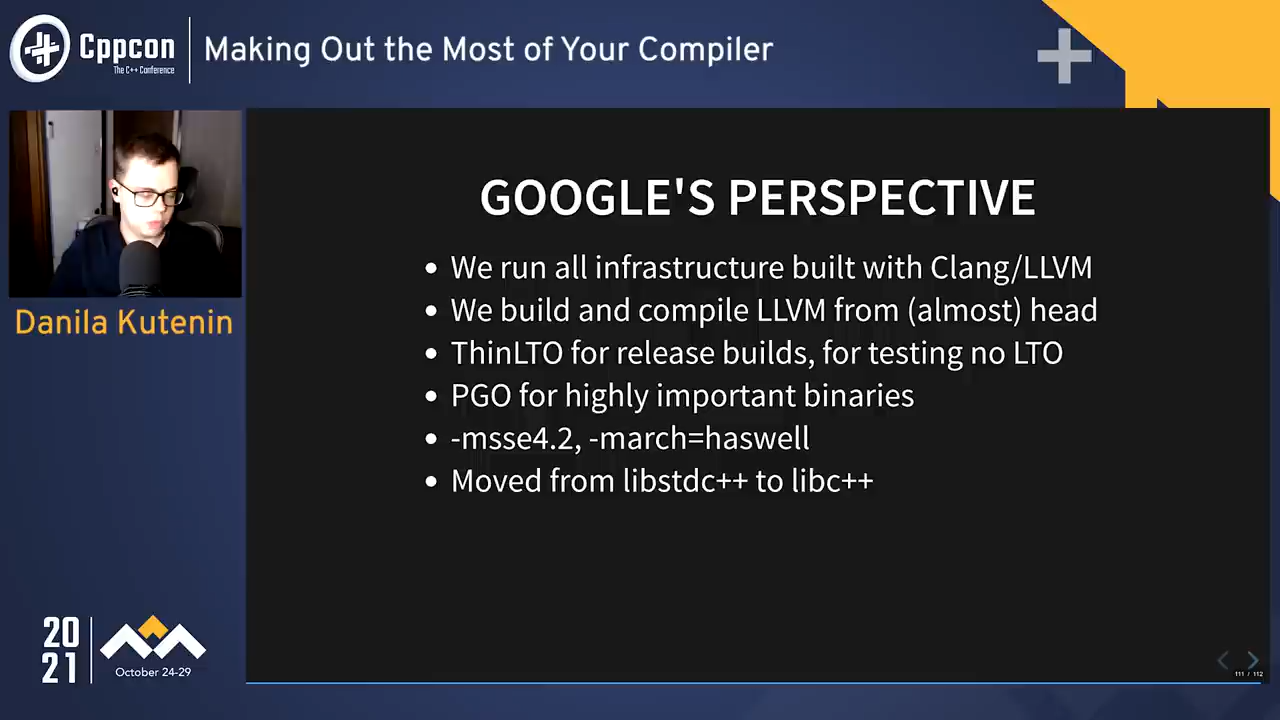 Cppcon
The C++ Conference
Making Out the Most of Your Compiler
Danila Kutenin
GOOGLE'S PERSPECTIVE
• We run all infrastructure built with Clang/LLVM
• We build and compile LLVM from (almost) head
• ThinLTO for release builds, for testing no LTO
• PGO for highly important binaries
• -msse4.2, -march=haswell
• Moved from libstdc++ to libc++
20
21
October 24-29
111 / 112